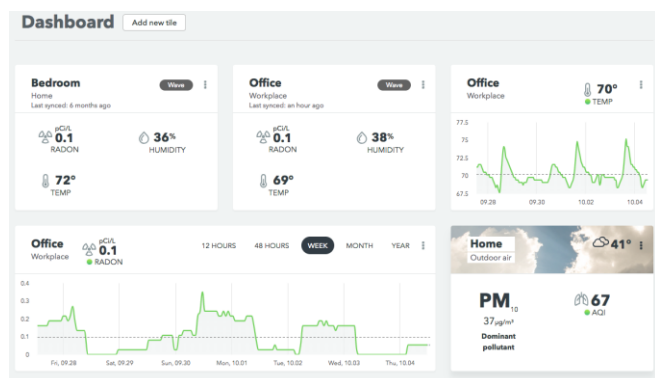 Dashboard Add new tile
Bedroom Wave
Home
Last synced: 6 months ago
pCi/L
0.1
RADON
36%
HUMIDITY
72°
TEMP
Office Wave
Workplace
Last synced: an hour ago
pCi/L
0.1
RADON
38%
HUMIDITY
69°
TEMP
Office
Workplace
70°
TEMP
77.5
75
72.5
70
67.5
09.28 09.30 10.02 10.04
Office
Workplace
pCi/L
0.1
RADON
12 HOURS 48 HOURS WEEK MONTH YEAR
0.4
0.3
0.2
0.1
0
Fri, 09.28 Sat, 09.29 Sun, 09.30 Mon, 10.01 Tue, 10.02 Wed, 10.03 Thu, 10.04
Home
Outdoor air
41°
PM10
37μg/m³
Dominant
pollutant
67
AQI